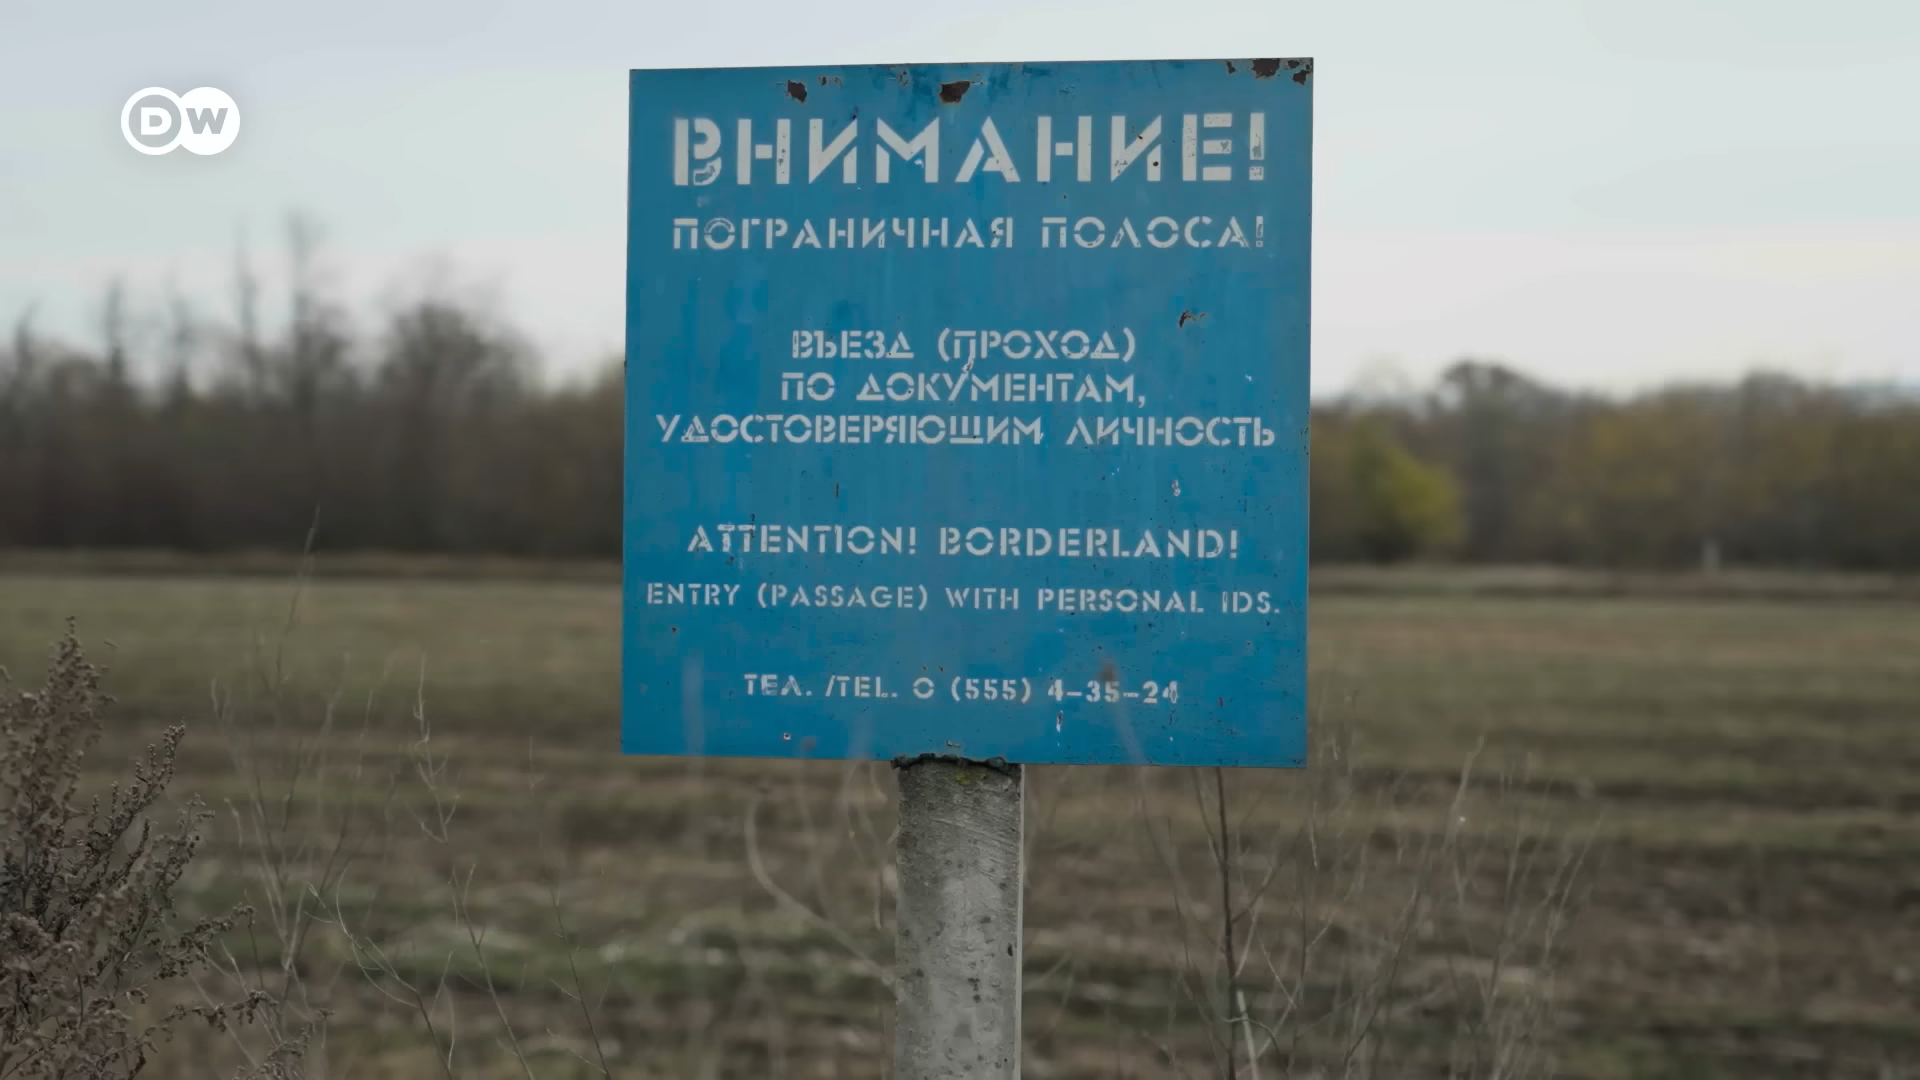 DW
ВНИМАНИЕ!
ПОГРАНИЧНАЯ ПОЛОСА!
ВЪЕЗД (ПРОХОД)
ПО ДОКУМЕНТАМ,
УДОСТОВЕРЯЮЩИМ ЛИЧНОСТЬ
ATTENTION! BORDERLAND!
ENTRY (PASSAGE) WITH PERSONAL IDS.
ТЕЛ. /TEL. 0 (555) 4-35-24